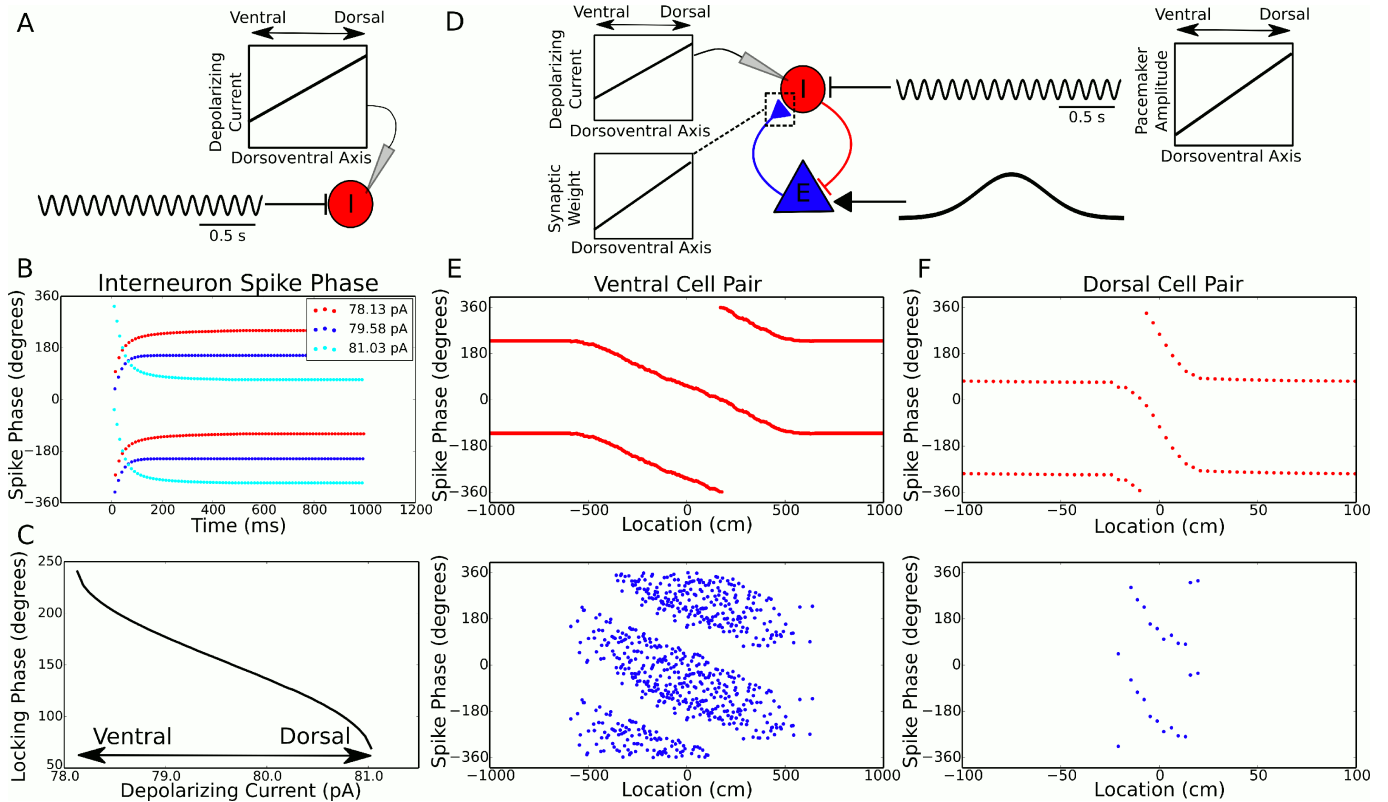 A
Ventral Dorsal
Depolarizing
Current
Dorsoventral Axis
I
0.5 s
D
Ventral Dorsal
Depolarizing
Current
Dorsoventral Axis
Synaptic
Weight
Dorsoventral Axis
I
E
0.5 s
Ventral Dorsal
Pacemaker
Amplitude
Dorsoventral Axis
B
Interneuron Spike Phase
Spike Phase (degrees)
360
180
0
−180
−360
78.13 pA
79.58 pA
81.03 pA
0 200 400 600 800 1000 1200
Time (ms)
C
Locking Phase (degrees)
250
200
150
100
50
Ventral Dorsal
78.0 79.0 80.0 81.0
Depolarizing Current (pA)
E
Ventral Cell Pair
Spike Phase (degrees)
360
180
0
−180
−360
−1000 −500 0 500 1000
Location (cm)
Spike Phase (degrees)
360
180
0
−180
−360
−1000 −500 0 500 1000
Location (cm)
F
Dorsal Cell Pair
Spike Phase (degrees)
360
180
0
−180
−360
−100 −50 0 50 100
Location (cm)
Spike Phase (degrees)
360
180
0
−180
−360
−100 −50 0 50 100
Location (cm)